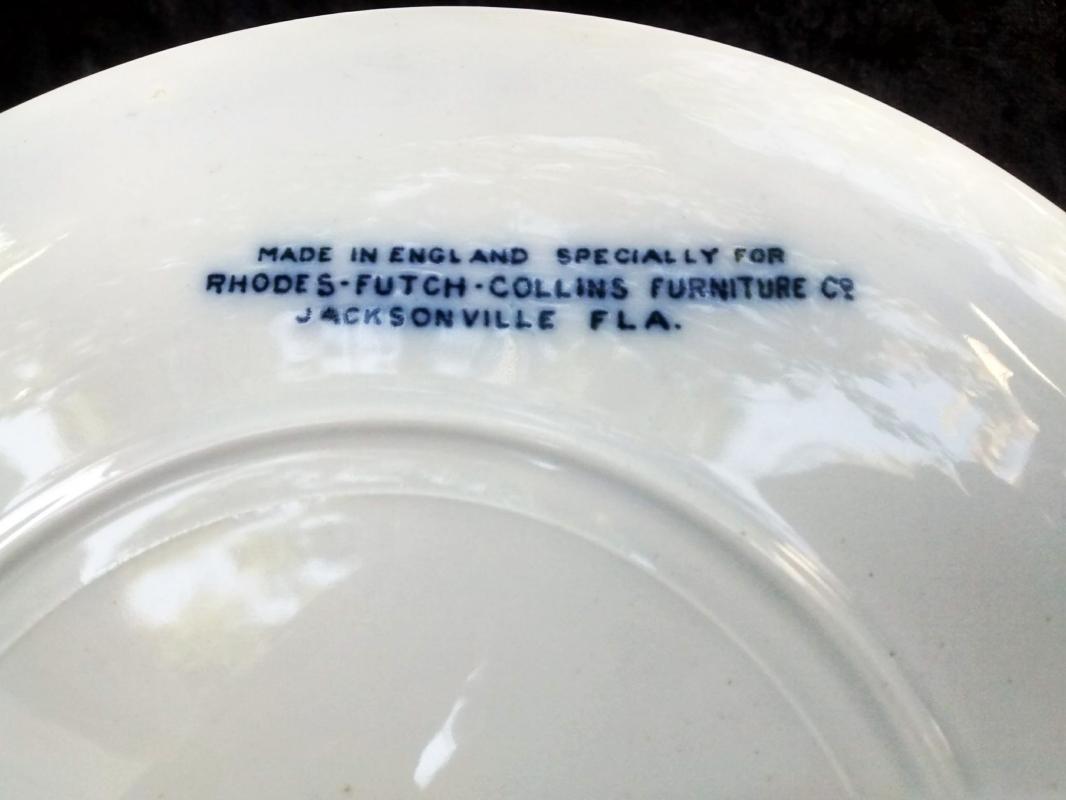 MADE IN ENGLAND SPECIALLY FOR
RHODES-FUTCH-COLLINS FURNITURE Cº
JACKSONVILLE FLA.